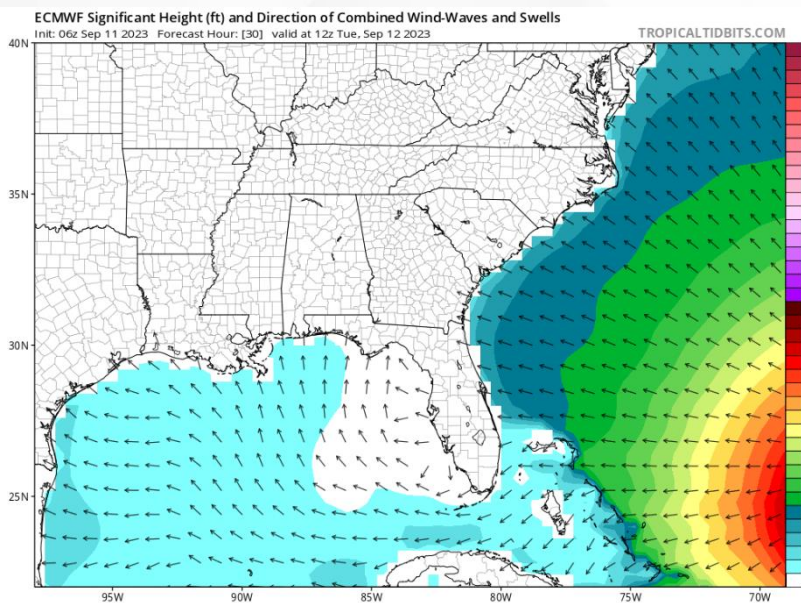 ECMWF Significant Height (ft) and Direction of Combined Wind-Waves and Swells
Init: 06z Sep 11 2023 Forecast Hour: [30] valid at 12z Tue, Sep 12 2023 TROPICALTIDBITS.COM
40N
35N
30N
25N
95W 90W 85W 80W 75W 70W